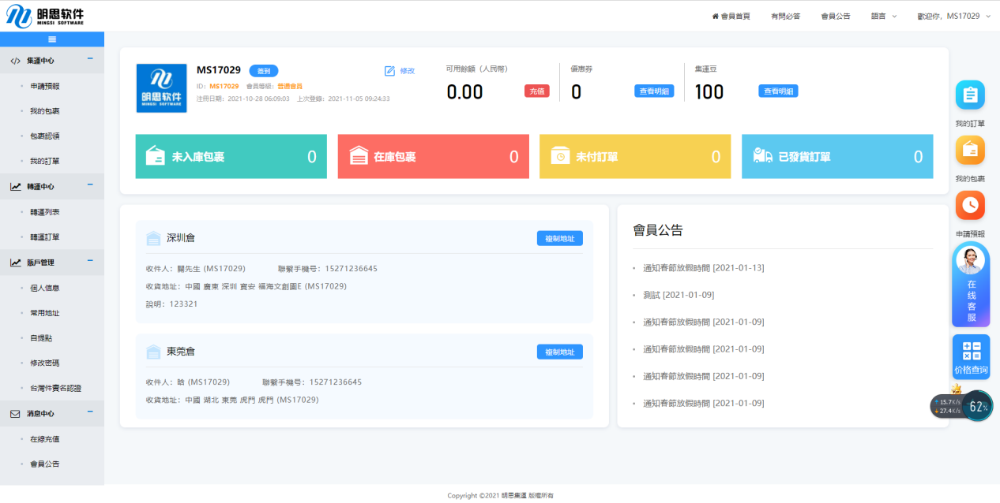 明思软件
MINGSI SOFTWARE
會員首頁 有問必答 會員公告 語言 歡迎你，MS17029
集運中心
申請預報
我的包裹
包裹認領
我的訂單
轉運中心
轉運列表
轉運訂單
賬戶管理
個人信息
常用地址
自提點
修改密碼
台灣件實名認證
消息中心
在線充值
會員公告
明思软件
MINGSI SOFTWARE
MS17029 簽到 修改
ID：MS17029 會員等級：普通會員
注冊日期：2021-10-28 06:09:03 上次登錄：2021-11-05 09:24:33
可用餘額（人民幣）
0.00 充值
優惠券
0 查看明細
集運豆
100 查看明細
未入庫包裹 0
在庫包裹 0
未付訂單 0
已發貨訂單 0
深圳倉 複制地址
收件人：關先生 (MS17029) 聯繫手機号：15271236645
收貨地址：中國 廣東 深圳 寶安 福海文創園E (MS17029)
說明：123321
東莞倉 複制地址
收件人：晗 (MS17029) 聯繫手機号：15271236645
收貨地址：中國 湖北 東莞 虎門 虎門 (MS17029)
會員公告
通知春節放假時間 [2021-01-13]
測試 [2021-01-09]
通知春節放假時間 [2021-01-09]
通知春節放假時間 [2021-01-09]
通知春節放假時間 [2021-01-09]
通知春節放假時間 [2021-01-09]
我的訂單
我的包裹
申請預報
在
线
客
服
价格查询
15.7K/s
27.4K/s
62%
Copyright ©2021 明思集運 版權所有